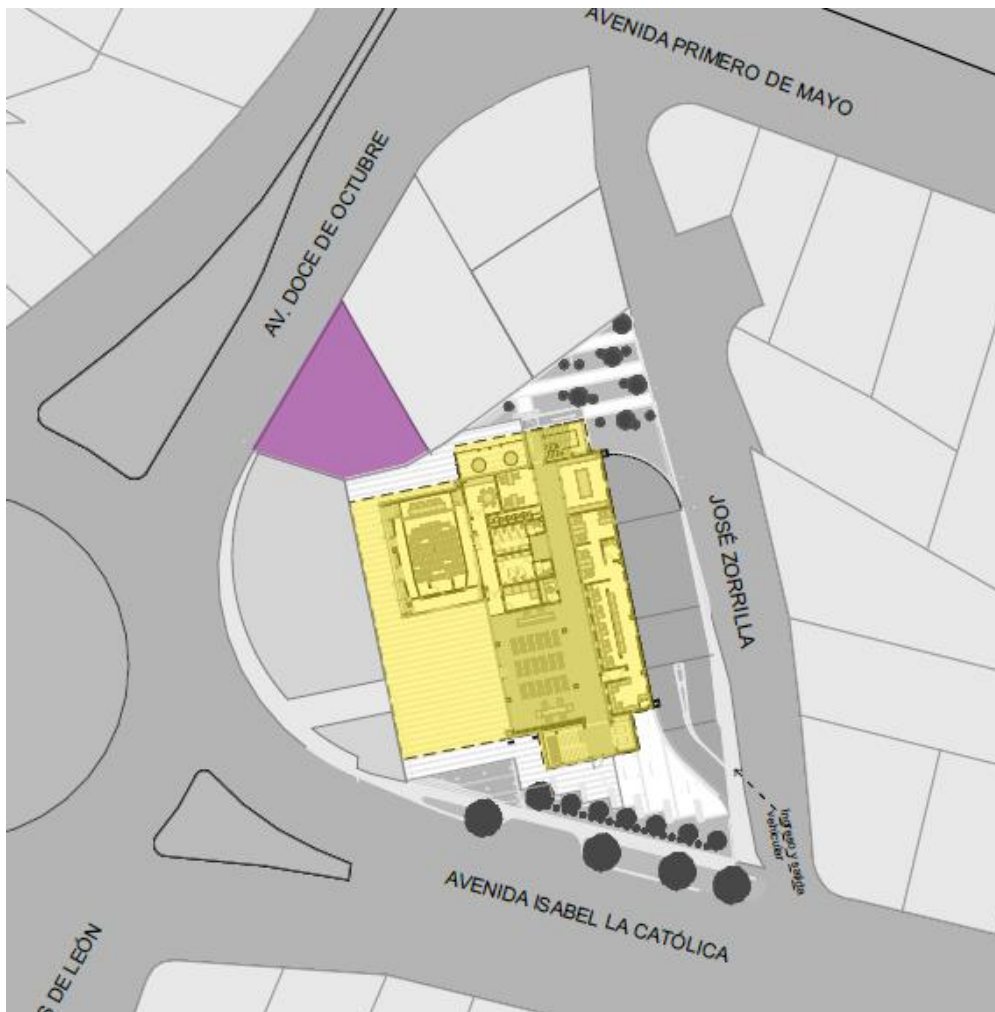 AVENIDA PRIMERO DE MAYO
AV. DOCE DE OCTUBRE
JOSÉ ZORRILLA
Ingreso y salida
vehicular
AVENIDA ISABEL LA CATÓLICA
S DE LEÓN